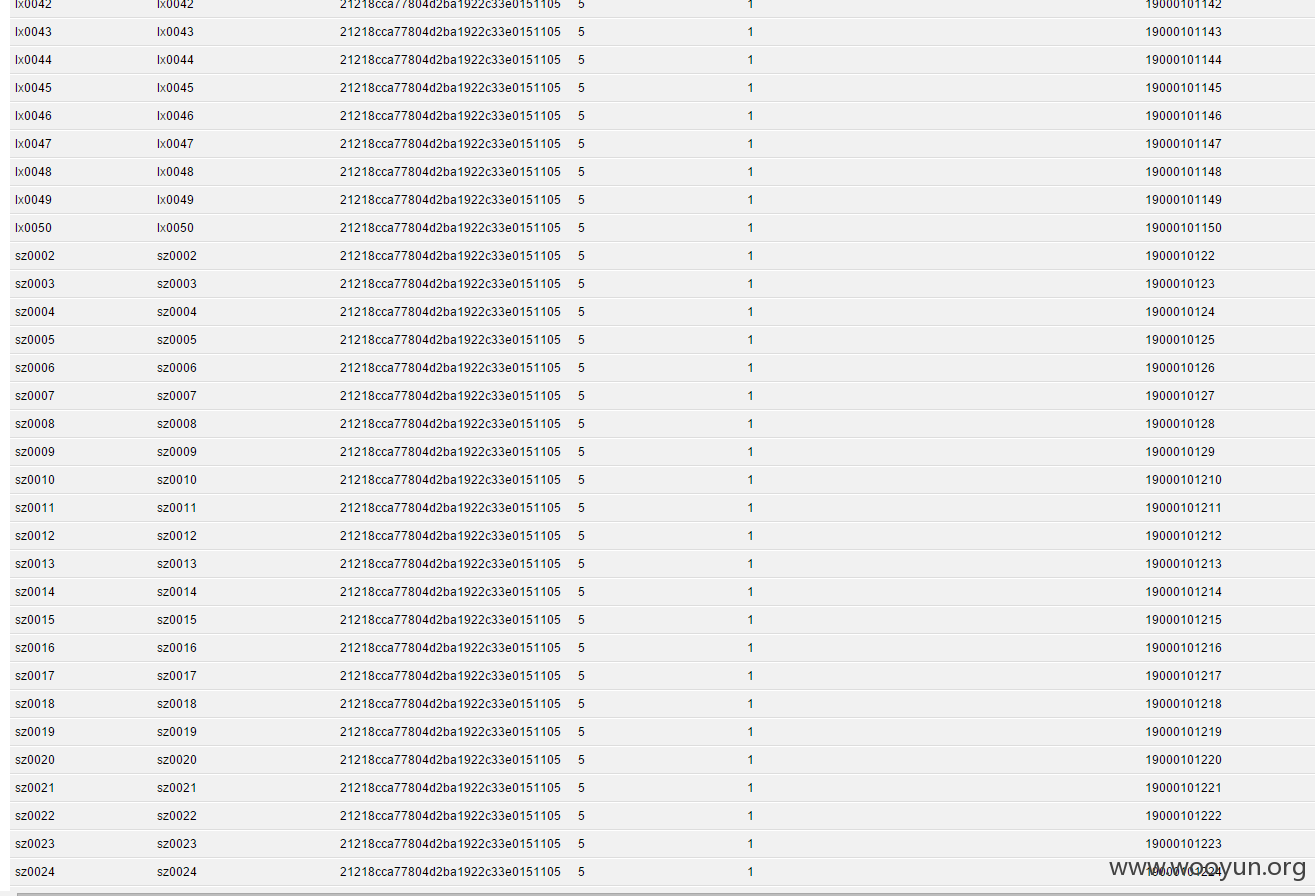 lx0042 lx0042 21218cca77804d2ba1922c33e0151105 5 1 19000101142
lx0043 lx0043 21218cca77804d2ba1922c33e0151105 5 1 19000101143
lx0044 lx0044 21218cca77804d2ba1922c33e0151105 5 1 19000101144
lx0045 lx0045 21218cca77804d2ba1922c33e0151105 5 1 19000101145
lx0046 lx0046 21218cca77804d2ba1922c33e0151105 5 1 19000101146
lx0047 lx0047 21218cca77804d2ba1922c33e0151105 5 1 19000101147
lx0048 lx0048 21218cca77804d2ba1922c33e0151105 5 1 19000101148
lx0049 lx0049 21218cca77804d2ba1922c33e0151105 5 1 19000101149
lx0050 lx0050 21218cca77804d2ba1922c33e0151105 5 1 19000101150
sz0002 sz0002 21218cca77804d2ba1922c33e0151105 5 1 1900010122
sz0003 sz0003 21218cca77804d2ba1922c33e0151105 5 1 1900010123
sz0004 sz0004 21218cca77804d2ba1922c33e0151105 5 1 1900010124
sz0005 sz0005 21218cca77804d2ba1922c33e0151105 5 1 1900010125
sz0006 sz0006 21218cca77804d2ba1922c33e0151105 5 1 1900010126
sz0007 sz0007 21218cca77804d2ba1922c33e0151105 5 1 1900010127
sz0008 sz0008 21218cca77804d2ba1922c33e0151105 5 1 1900010128
sz0009 sz0009 21218cca77804d2ba1922c33e0151105 5 1 1900010129
sz0010 sz0010 21218cca77804d2ba1922c33e0151105 5 1 19000101210
sz0011 sz0011 21218cca77804d2ba1922c33e0151105 5 1 19000101211
sz0012 sz0012 21218cca77804d2ba1922c33e0151105 5 1 19000101212
sz0013 sz0013 21218cca77804d2ba1922c33e0151105 5 1 19000101213
sz0014 sz0014 21218cca77804d2ba1922c33e0151105 5 1 19000101214
sz0015 sz0015 21218cca77804d2ba1922c33e0151105 5 1 19000101215
sz0016 sz0016 21218cca77804d2ba1922c33e0151105 5 1 19000101216
sz0017 sz0017 21218cca77804d2ba1922c33e0151105 5 1 19000101217
sz0018 sz0018 21218cca77804d2ba1922c33e0151105 5 1 19000101218
sz0019 sz0019 21218cca77804d2ba1922c33e0151105 5 1 19000101219
sz0020 sz0020 21218cca77804d2ba1922c33e0151105 5 1 19000101220
sz0021 sz0021 21218cca77804d2ba1922c33e0151105 5 1 19000101221
sz0022 sz0022 21218cca77804d2ba1922c33e0151105 5 1 19000101222
sz0023 sz0023 21218cca77804d2ba1922c33e0151105 5 1 19000101223
sz0024 sz0024 21218cca77804d2ba1922c33e0151105 5 1 19000101224
www.wooyun.org